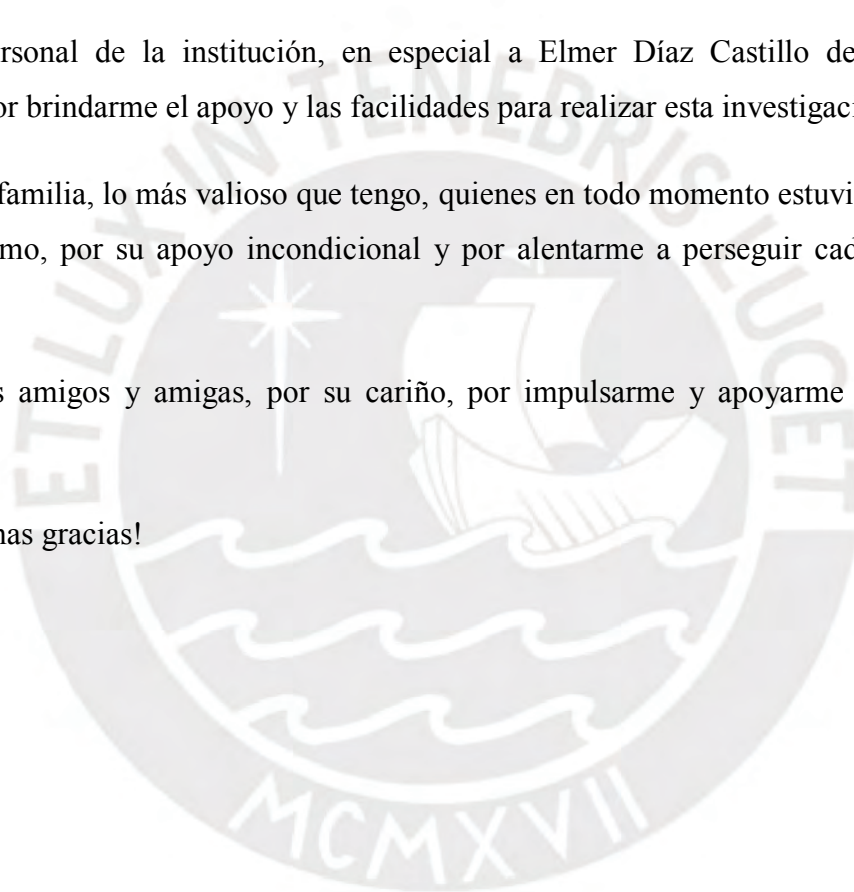 rsonal de la institución, en especial a Elmer Díaz Castillo de
or brindarme el apoyo y las facilidades para realizar esta investigaci
familia, lo más valioso que tengo, quienes en todo momento estuvi
mo, por su apoyo incondicional y por alentarme a perseguir cad
s amigos y amigas, por su cariño, por impulsarme y apoyarme
nas gracias!
ET LUX IN TENEBRIS LUCET
MCMXVII